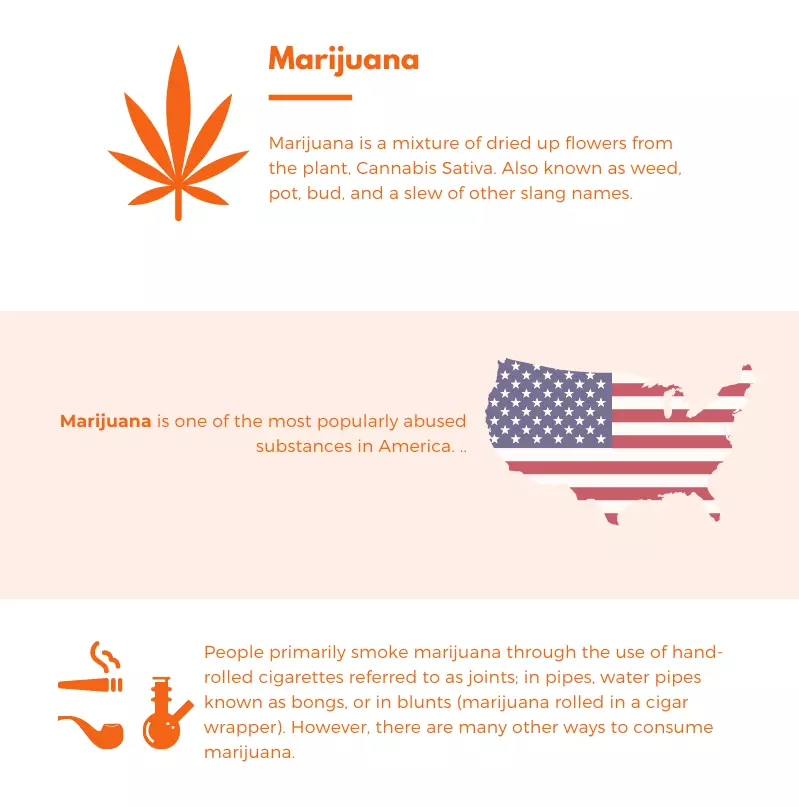 Marijuana
Marijuana is a mixture of dried up flowers from
the plant, Cannabis Sativa. Also known as weed,
pot, bud, and a slew of other slang names.
Marijuana is one of the most popularly abused
substances in America. ..
People primarily smoke marijuana through the use of hand-
rolled cigarettes referred to as joints; in pipes, water pipes
known as bongs, or in blunts (marijuana rolled in a cigar
wrapper). However, there are many other ways to consume
marijuana.